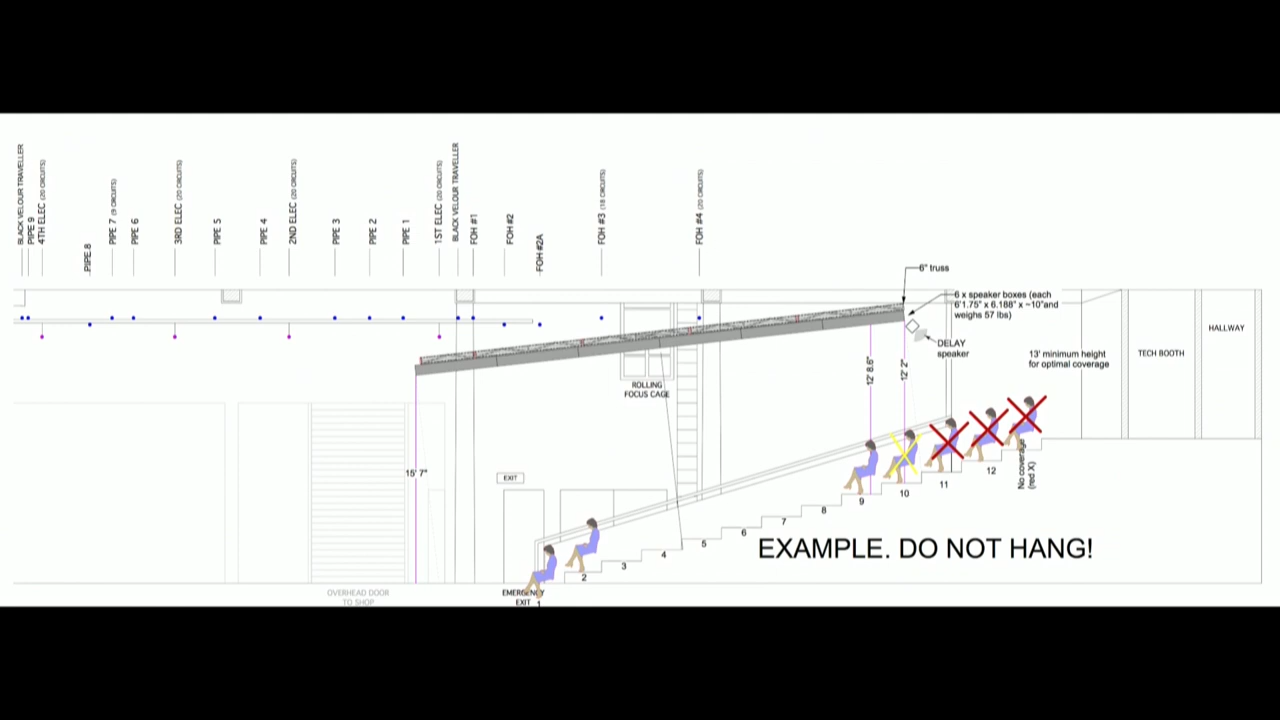 BLACK VELOUR TRAVELLER
PIPE 9
4TH ELEC (20 CIRCUITS)
PIPE 8
PIPE 7 (9 CIRCUITS)
PIPE 6
3RD ELEC (20 CIRCUITS)
PIPE 5
PIPE 4
2ND ELEC (20 CIRCUITS)
PIPE 3
PIPE 2
PIPE 1
1ST ELEC (20 CIRCUITS)
BLACK VELOUR TRAVELLER
FOH #1
FOH #2
FOH #2A
FOH #3 (18 CIRCUITS)
FOH #4 (20 CIRCUITS)
6" truss
6 x speaker boxes (each
6'1.75" x 6.188" x ~10"and
weighs 57 lbs)
DELAY
speaker
13' minimum height
for optimal coverage
TECH BOOTH
HALLWAY
ROLLING
FOCUS CAGE
12' 8.6"
12' 2"
15' 7"
EXIT
No coverage
(red X)
12
11
10
9
8
7
6
5
4
3
2
1
EXAMPLE. DO NOT HANG!
OVERHEAD DOOR
TO SHOP
EMERGENCY
EXIT